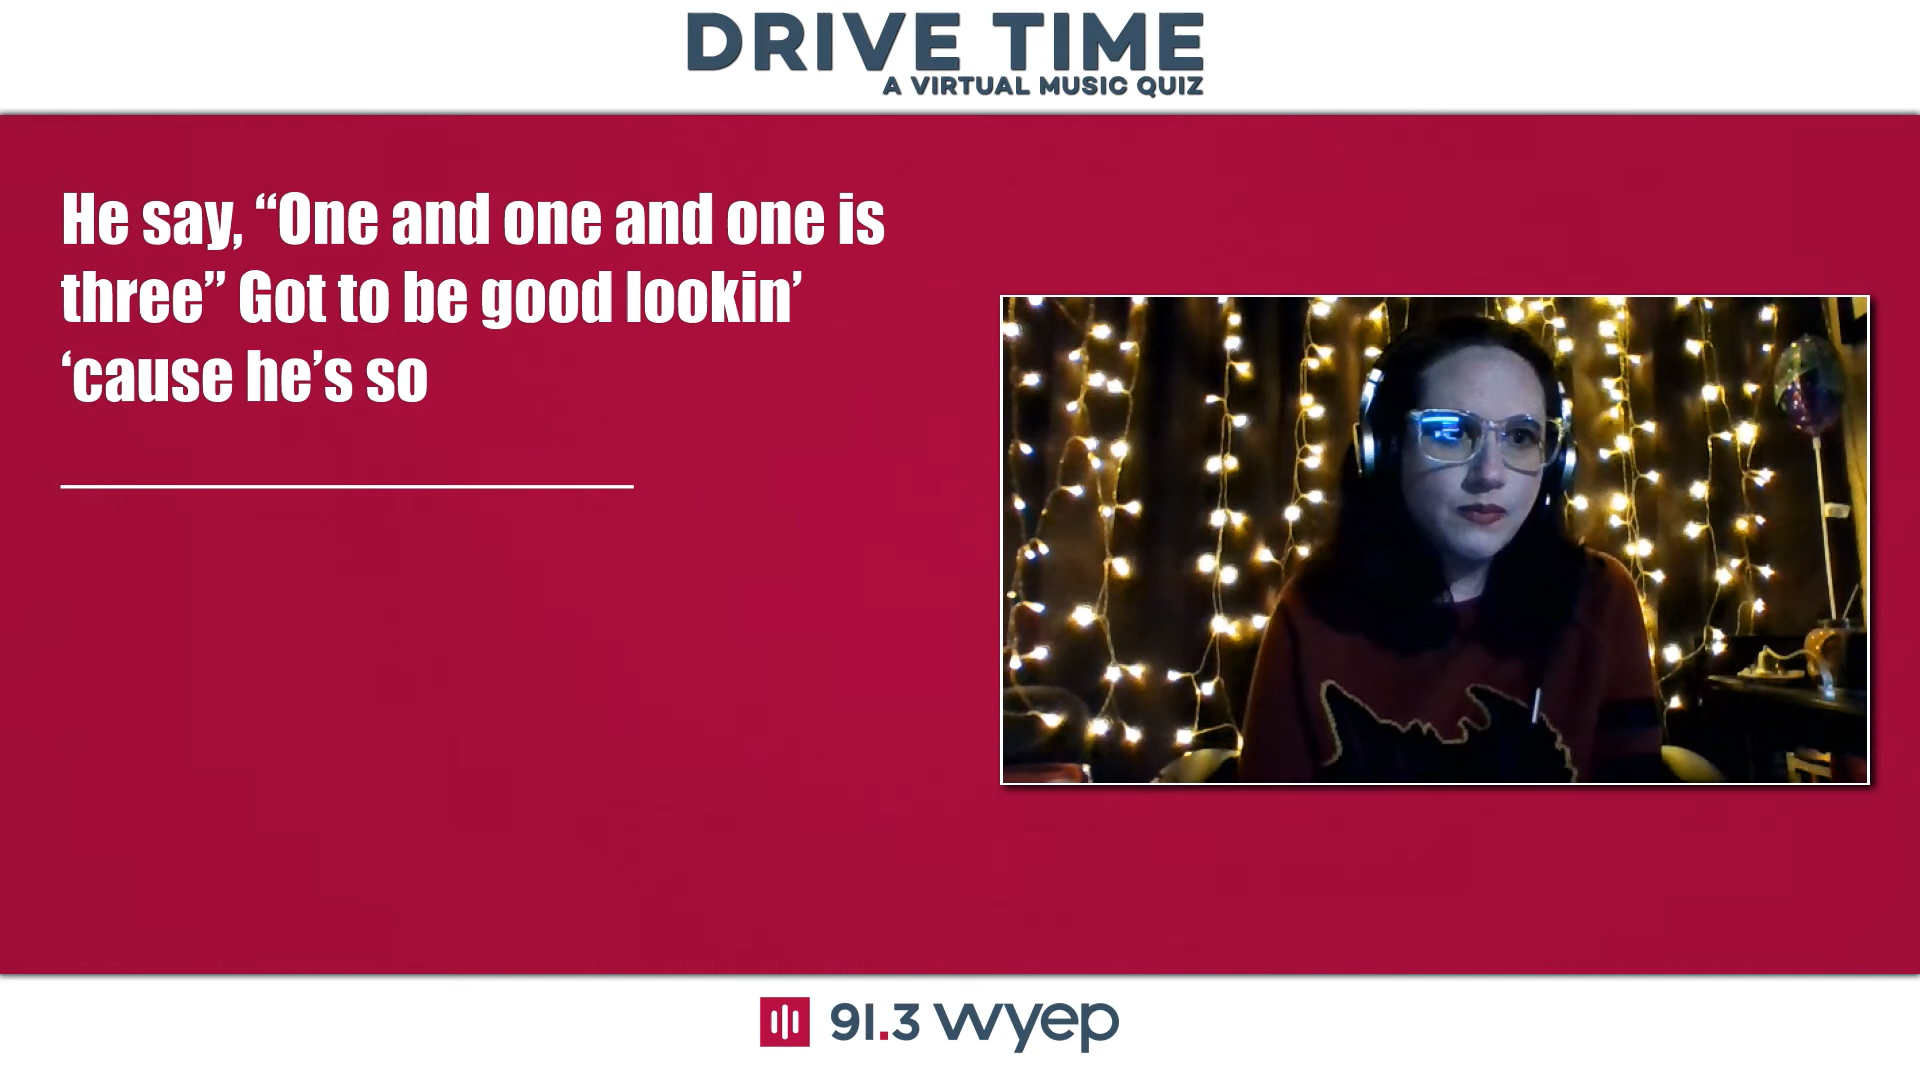 DRIVE TIME
A VIRTUAL MUSIC QUIZ
He say, “One and one and one is
three” Got to be good lookin’
‘cause he’s so
91.3 wyep